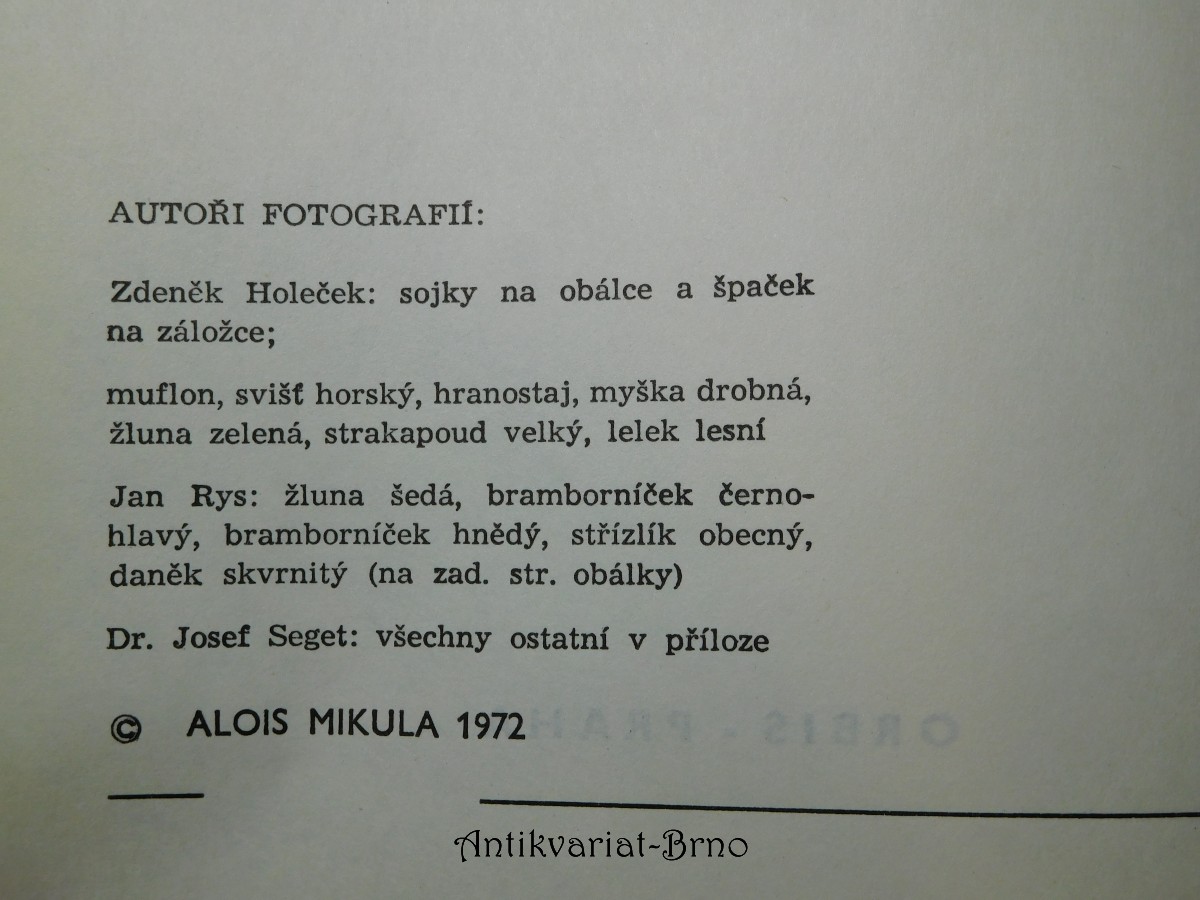 AUTOŘI FOTOGRAFIÍ:
Zdeněk Holeček: sojky na obálce a špaček
na záložce;
muflon, svišť horský, hranostaj, myška drobná,
žluna zelená, strakapoud velký, lelek lesní
Jan Rys: žluna šedá, bramborníček černo-
hlavý, bramborníček hnědý, střízlík obecný,
daněk skvrnitý (na zad. str. obálky)
Dr. Josef Seget: všechny ostatní v příloze
© ALOIS MIKULA 1972
Antikvariat-Brno